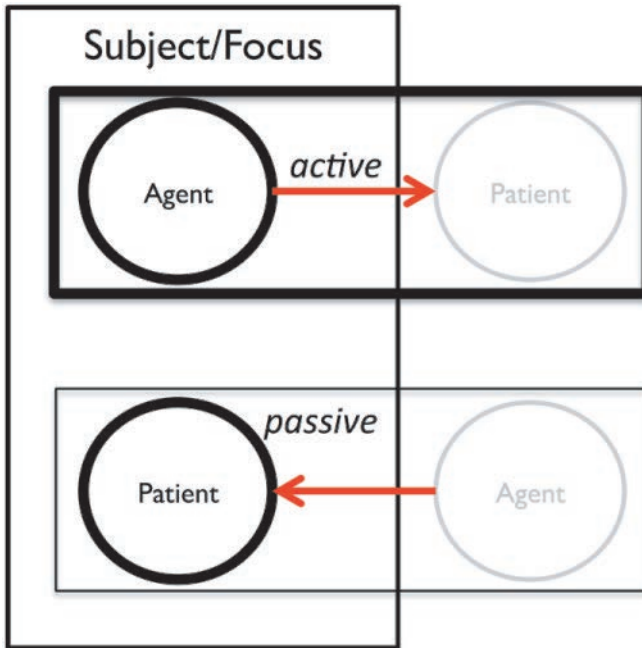 Subject/Focus
active
Agent
Patient
passive
Patient
Agent